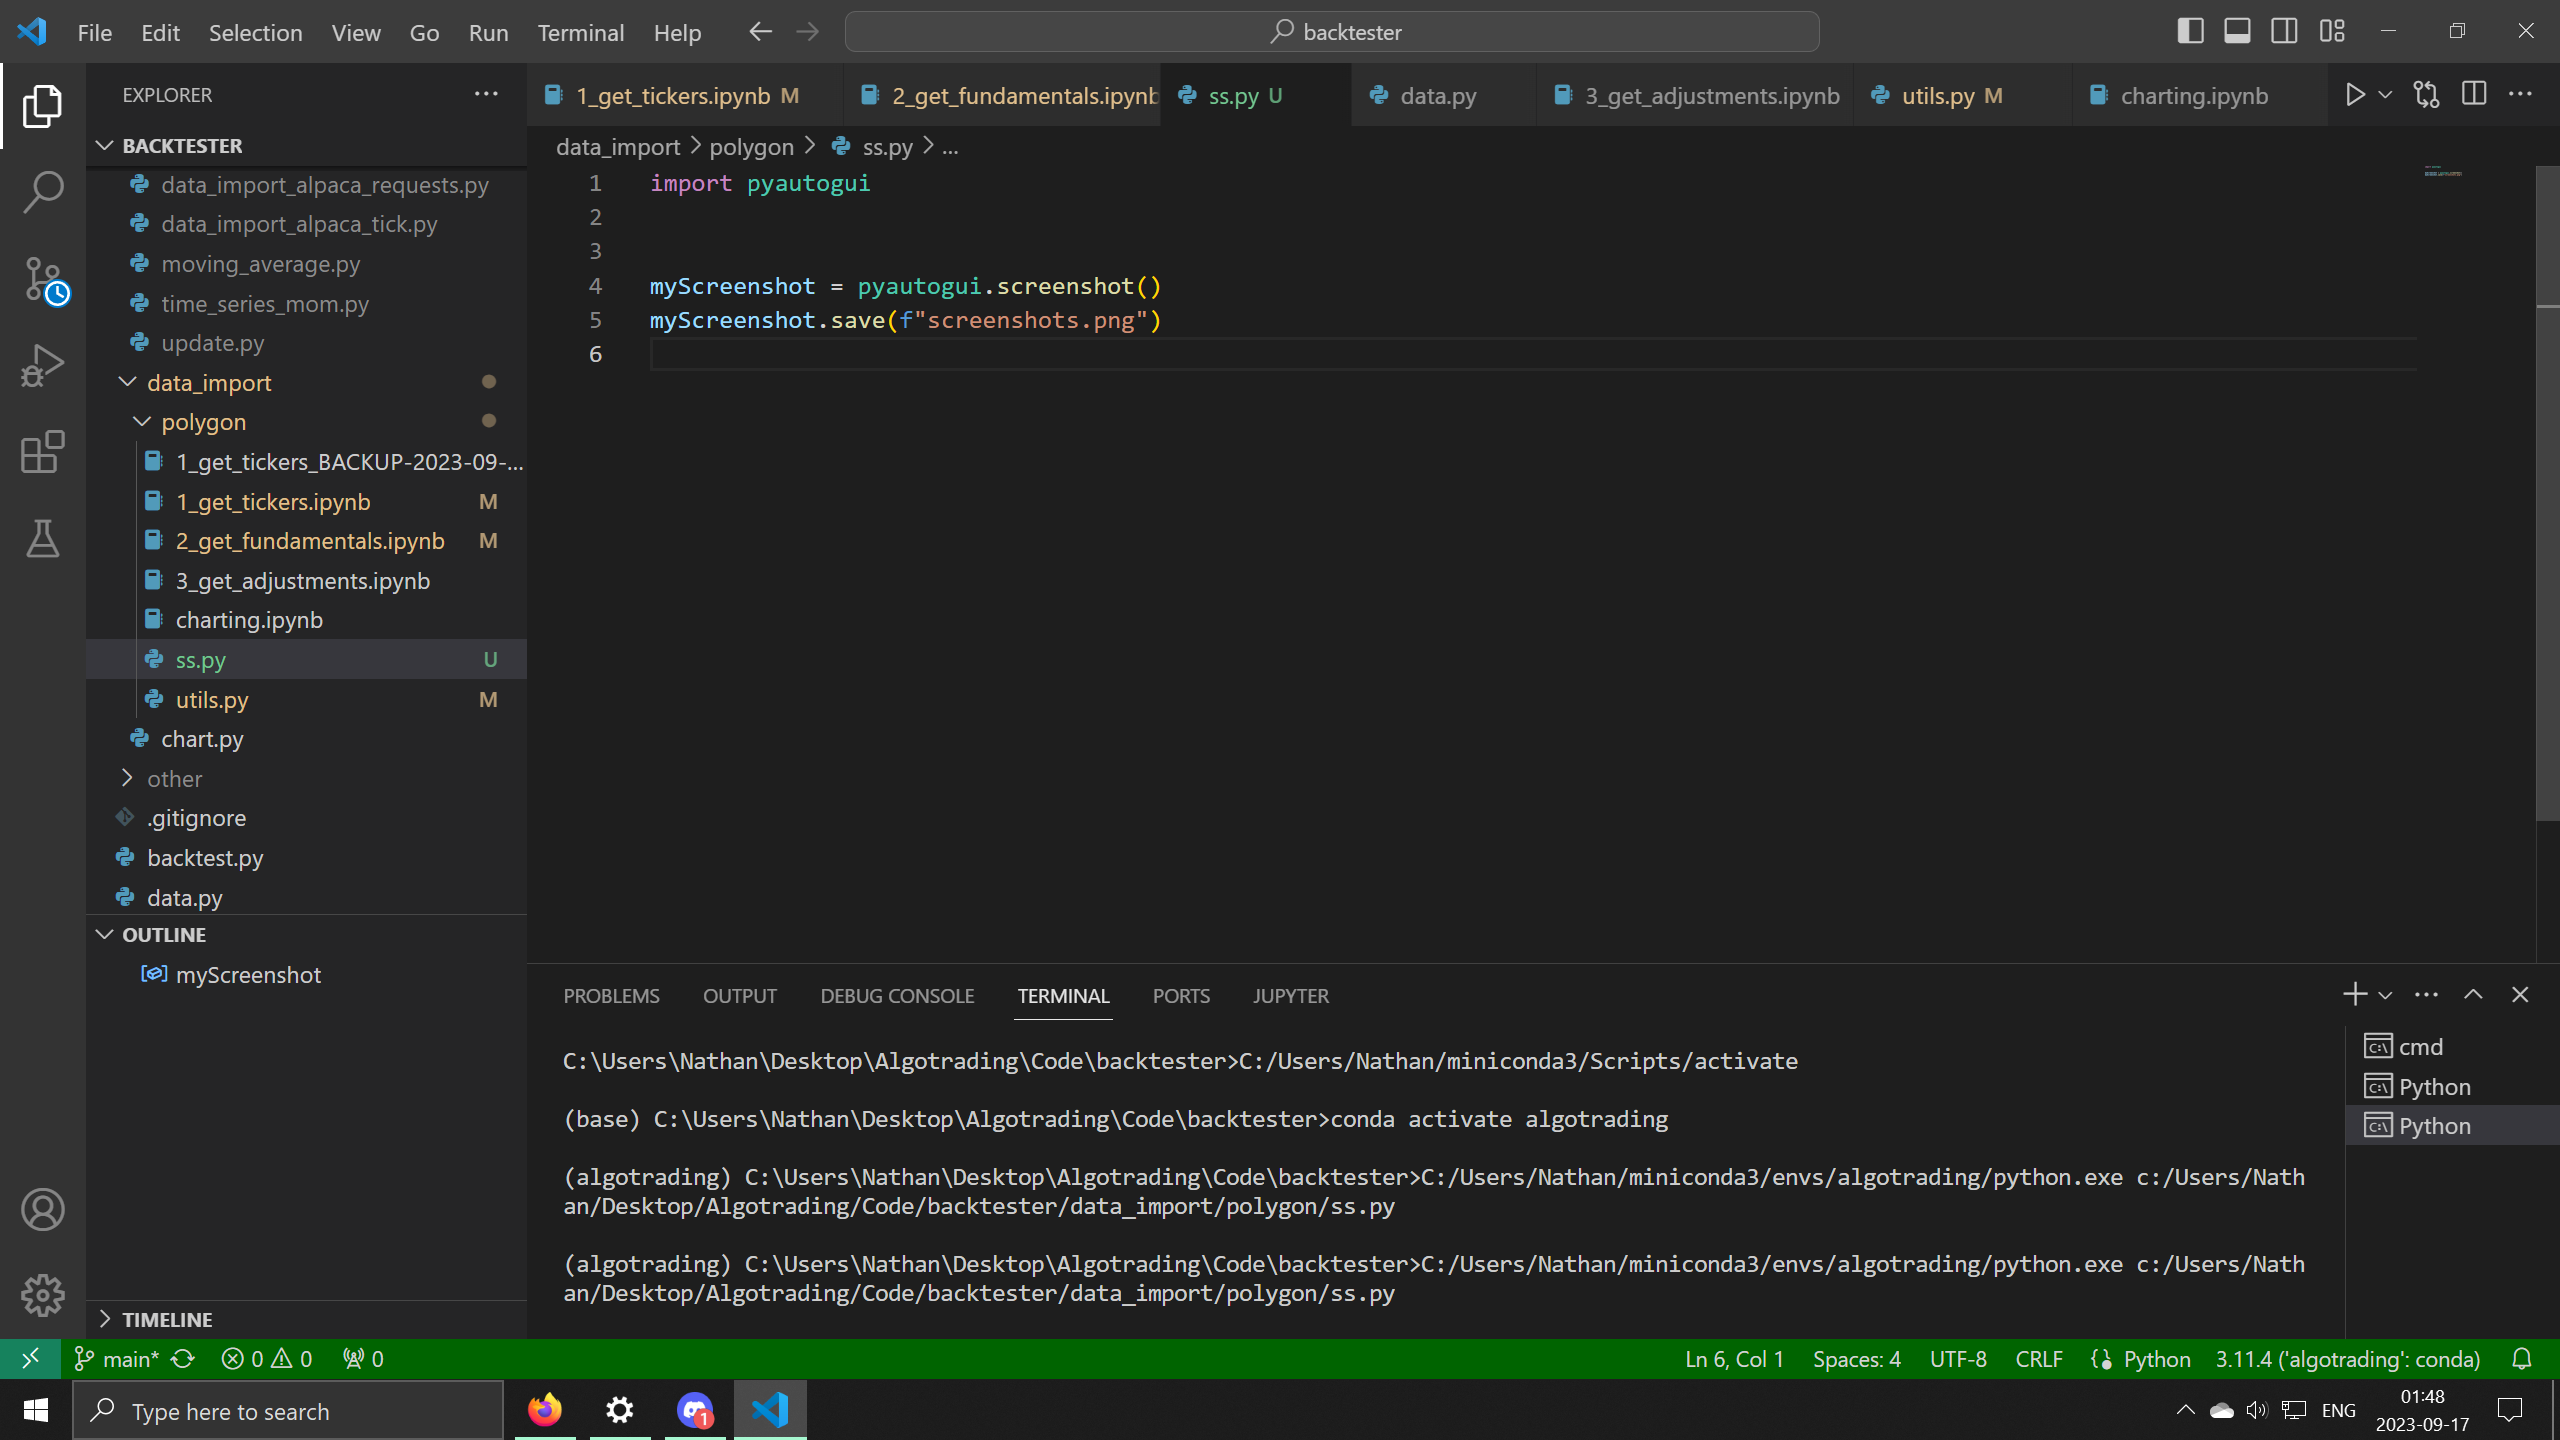 File Edit Selection View Go Run Terminal Help
backtester
EXPLORER
BACKTESTER
data_import_alpaca_requests.py
data_import_alpaca_tick.py
moving_average.py
time_series_mom.py
update.py
data_import
polygon
1_get_tickers_BACKUP-2023-09-...
1_get_tickers.ipynb M
2_get_fundamentals.ipynb M
3_get_adjustments.ipynb
charting.ipynb
ss.py U
utils.py M
chart.py
other
.gitignore
backtest.py
data.py
OUTLINE
myScreenshot
TIMELINE
1_get_tickers.ipynb M 2_get_fundamentals.ipynb ss.py U data.py 3_get_adjustments.ipynb utils.py M charting.ipynb
data_import > polygon > ss.py > ...
1 import pyautogui
2
3
4 myScreenshot = pyautogui.screenshot()
5 myScreenshot.save(f"screenshots.png")
6
PROBLEMS OUTPUT DEBUG CONSOLE TERMINAL PORTS JUPYTER
C:\Users\Nathan\Desktop\Algotrading\Code\backtester>C:/Users/Nathan/miniconda3/Scripts/activate
(base) C:\Users\Nathan\Desktop\Algotrading\Code\backtester>conda activate algotrading
(algotrading) C:\Users\Nathan\Desktop\Algotrading\Code\backtester>C:/Users/Nathan/miniconda3/envs/algotrading/python.exe c:/Users/Nath
an/Desktop/Algotrading/Code/backtester/data_import/polygon/ss.py
(algotrading) C:\Users\Nathan\Desktop\Algotrading\Code\backtester>C:/Users/Nathan/miniconda3/envs/algotrading/python.exe c:/Users/Nath
an/Desktop/Algotrading/Code/backtester/data_import/polygon/ss.py
cmd
Python
Python
main* 0 0 0 Ln 6, Col 1 Spaces: 4 UTF-8 CRLF Python 3.11.4 ('algotrading': conda)
Type here to search
1
ENG
01:48
2023-09-17